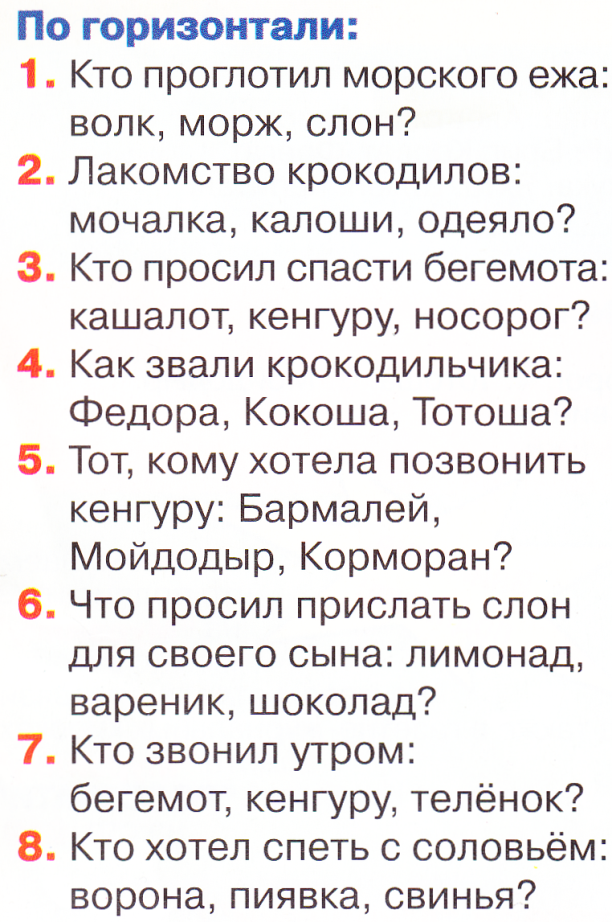 По горизонтали:
1. Кто проглотил морского ежа:
волк, морж, слон?
2. Лакомство крокодилов:
мочалка, калоши, одеяло?
3. Кто просил спасти бегемота:
кашалот, кенгуру, носорог?
4. Как звали крокодильчика:
Федора, Кокоша, Тотоша?
5. Тот, кому хотела позвонить
кенгуру: Бармалей,
Мойдодыр, Корморан?
6. Что просил прислать слон
для своего сына: лимонад,
вареник, шоколад?
7. Кто звонил утром:
бегемот, кенгуру, телёнок?
8. Кто хотел спеть с соловьём:
ворона, пиявка, свинья?